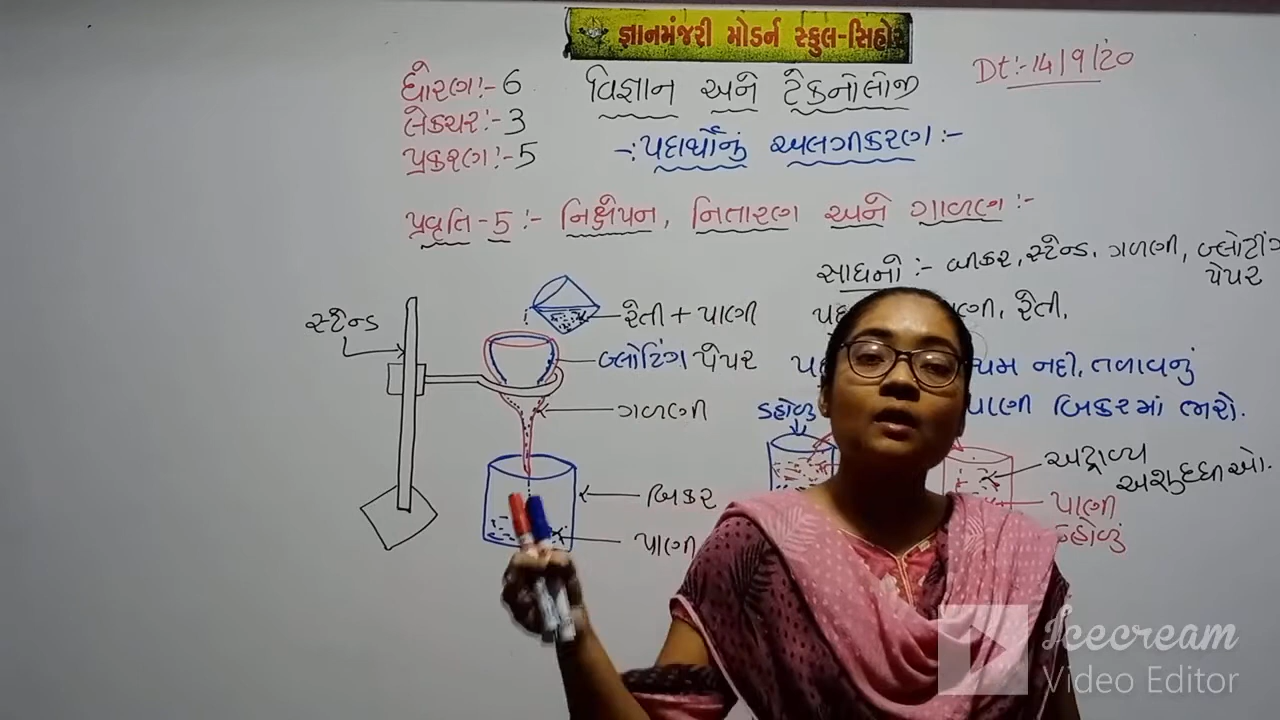 જ્ઞાનમંજરી મોડર્ન સ્કુલ-સિહોર
ધોરણ:- 6
લેક્ચર:- 3
પ્રકરણ:- 5
વિજ્ઞાન અને ટેકનોલોજી
Dt:- 14/9/20
-: પદાર્થોનું અલગીકરણ:-
પ્રવૃતિ-5:- નિક્ષેપન, નિતારણ અને ગાળણ:-
સાધનો:- બીકર, સ્ટેન્ડ, ગળણી, બ્લોટીંગ
પેપર
સ્ટેન્ડ
રેતી + પાણી
બ્લોટિંગ પેપર
ગળણી
બિકર
પાણી
રેતી.
નદી, તળાવનું
ડહોળું
પાણી બિકરમાં ભરો.
અદ્રાવ્ય
અશુદ્ધીઓ.
પાણી
Icecream
Video Editor